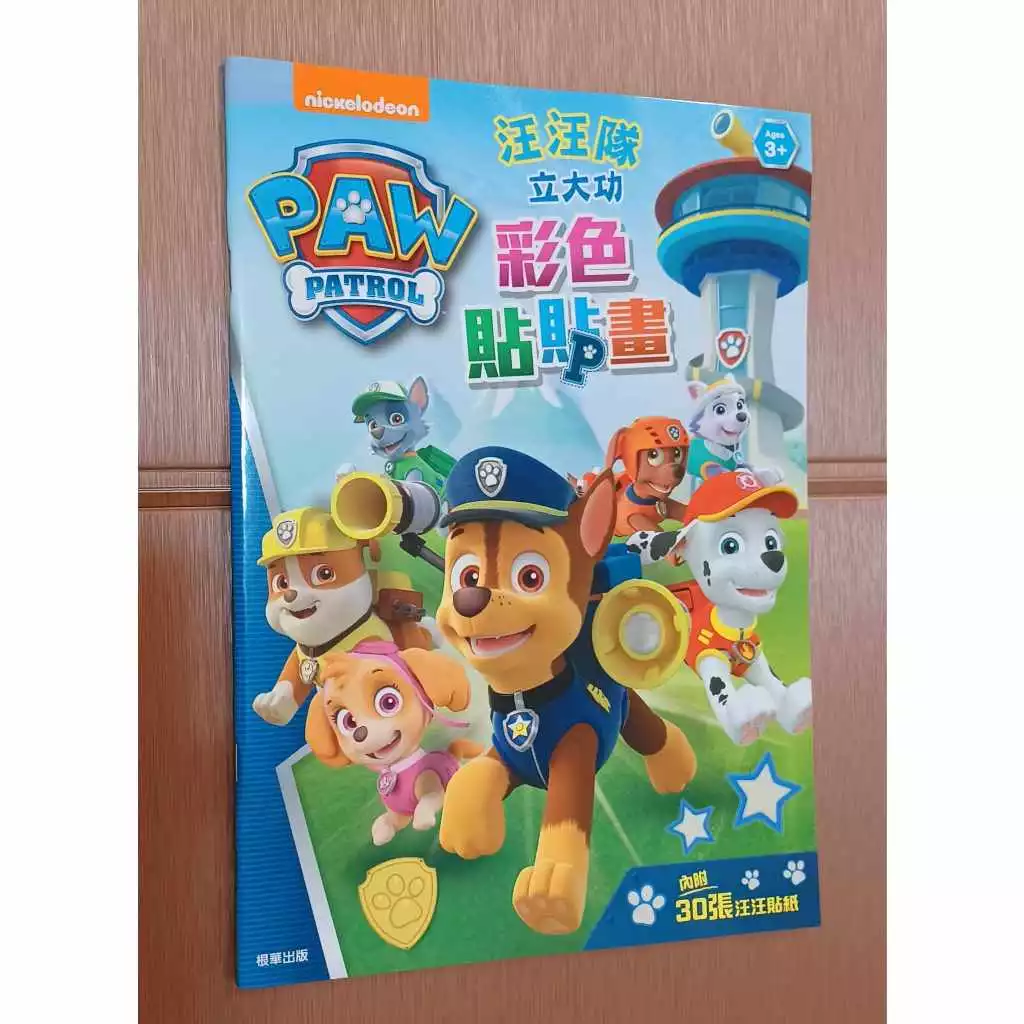 nickelodeon
PAW
PATROL
汪汪隊
立大功
彩色
貼貼畫
P
Ages
3+
內附
30張汪汪貼紙
根華出版